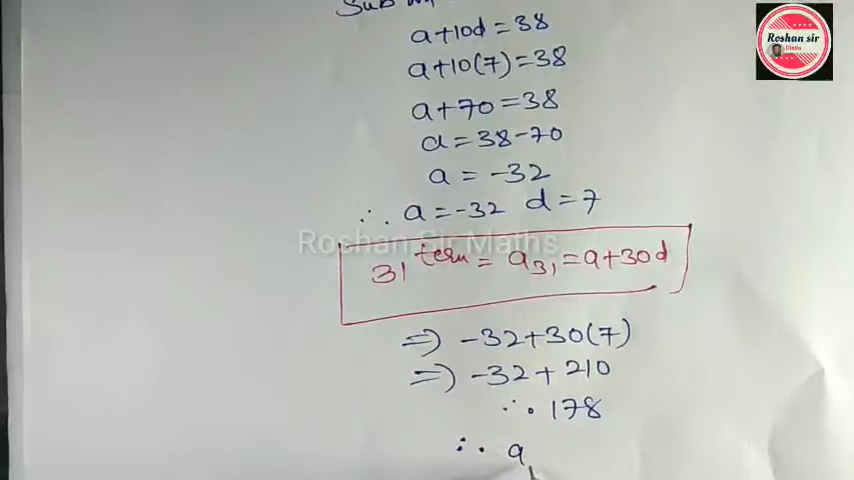 Roshan sir
Maths
a+10d=38
a+10(7)=38
a+70=38
a=38-70
a=-32
∴ a=-32 d=7
Roshan Sir Maths
31 term = a₃₁=a+30d
=> -32+30(7)
=> -32+210
∴ 178
∴ a